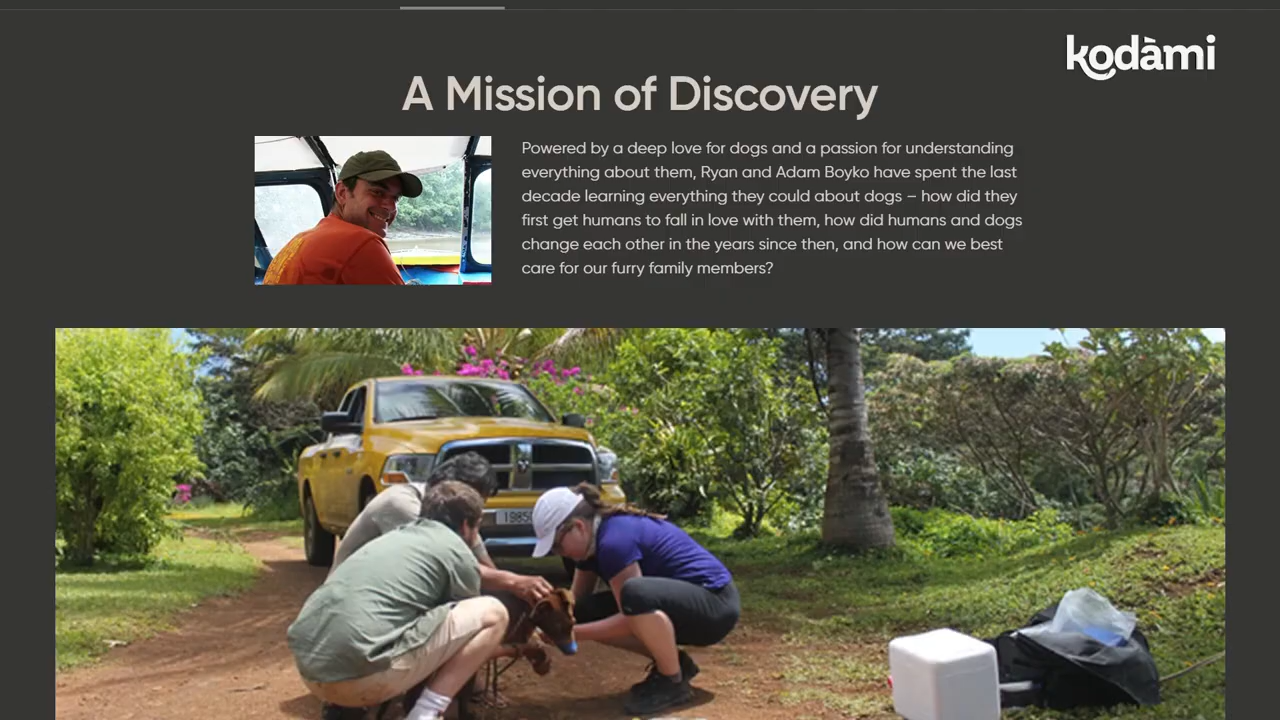 kodàmi
A Mission of Discovery
Powered by a deep love for dogs and a passion for understanding
everything about them, Ryan and Adam Boyko have spent the last
decade learning everything they could about dogs – how did they
first get humans to fall in love with them, how did humans and dogs
change each other in the years since then, and how can we best
care for our furry family members?